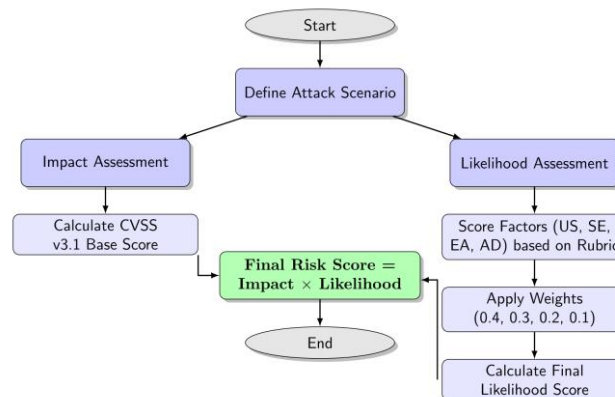 Start
Define Attack Scenario
Impact Assessment
Likelihood Assessment
Calculate CVSS
v3.1 Base Score
Score Factors (US, SE,
EA, AD) based on Rubric
Final Risk Score =
Impact × Likelihood
Apply Weights
(0.4, 0.3, 0.2, 0.1)
End
Calculate Final
Likelihood Score